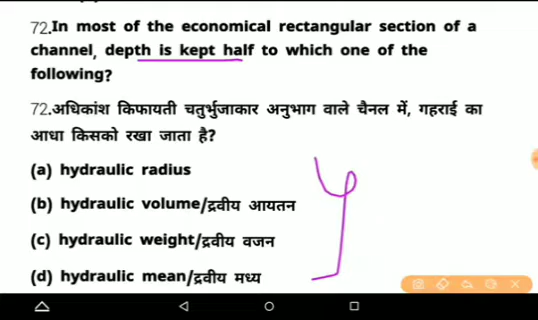 72.In most of the economical rectangular section of a
channel, depth is kept half to which one of the
following?
72.अधिकांश किफायती चतुर्भुजाकार अनुभाग वाले चैनल में, गहराई का
आधा किसको रखा जाता है?
(a) hydraulic radius
(b) hydraulic volume/द्रवीय आयतन
(c) hydraulic weight/द्रवीय वजन
(d) hydraulic mean/द्रवीय मध्य